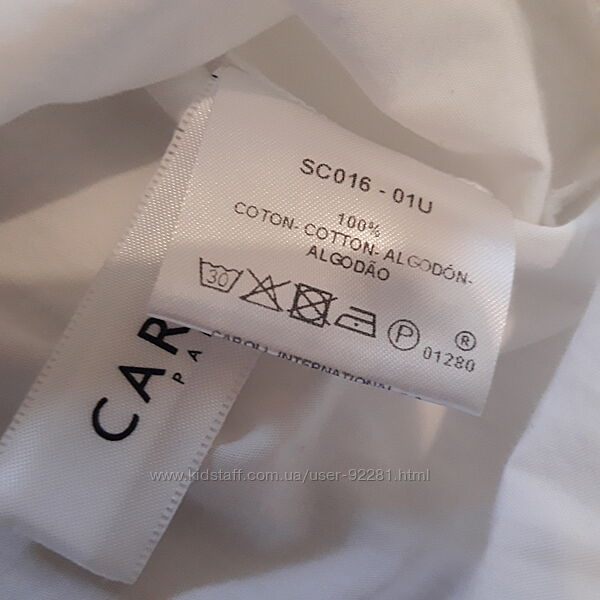 SC016 - 01U
100%
COTON- COTTON- ALGODÓN-
ALGODÃO
30
P
®
01280
CAROLL INTERNATIONAL
CAR
PA
www.kidstaff.com.ua/user-92281.html